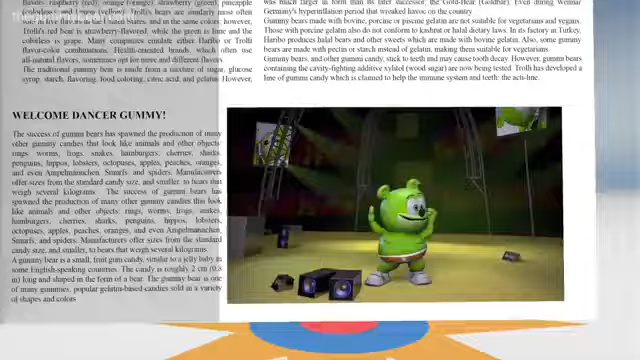 flavors: raspberry (red); orange (orange); strawberry (green); pineapple
(colorless); and lemon (yellow). Trolli's bears are similarly most often
sold in five flavors in the United States, and in the same colors; however,
Trolli's red bear is strawberry-flavored, while the green is lime and the
colorless is grape. Many companies emulate either Haribo or Trolli
flavor-color combinations. Health-oriented brands, which often use
all-natural flavors, sometimes opt for more and different flavors.
The traditional gummy bear is made from a mixture of sugar, glucose
syrup, starch, flavoring, food coloring, citric acid, and gelatin. However,
was much larger in form than its later successor, the Gold-Bear (Goldbär). Even during Weimar
Germany's hyperinflation period that wreaked havoc on the country
Gummy bears made with bovine, porcine or piscine gelatin are not suitable for vegetarians and vegans.
Those with porcine gelatin also do not conform to kashrut or halal dietary laws. In its factory in Turkey,
Haribo produces halal bears and other sweets which are made with bovine gelatin. Also, some gummy
bears are made with pectin or starch instead of gelatin, making them suitable for vegetarians.
Gummy bears, and other gummi candy, stick to teeth and may cause tooth decay. However, gummi bears
containing the cavity-fighting additive xylitol (wood sugar) are now being tested. Trolli has developed a
line of gummi candy which is claimed to help the immune system and teeth: the acti-line.
WELCOME DANCER GUMMY!
The success of gummi bears has spawned the production of many
other gummy candies that look like animals and other objects:
rings, worms, frogs, snakes, hamburgers, cherries, sharks,
penguins, hippos, lobsters, octopuses, apples, peaches, oranges,
and even Ampelmännchen, Smurfs, and spiders. Manufacturers
offer sizes from the standard candy size, and smaller, to bears that
weigh several kilograms. The success of gummi bears has
spawned the production of many other gummy candies that look
like animals and other objects: rings, worms, frogs, snakes,
hamburgers, cherries, sharks, penguins, hippos, lobsters,
octopuses, apples, peaches, oranges, and even Ampelmännchen,
Smurfs, and spiders. Manufacturers offer sizes from the standard
candy size, and smaller, to bears that weigh several kilograms.
A gummy bear is a small, fruit gum candy, similar to a jelly baby in
some English-speaking countries. The candy is roughly 2 cm (0.8
in) long and shaped in the form of a bear. The gummy bear is one
of many gummies, popular gelatin-based candies sold in a variety
of shapes and colors